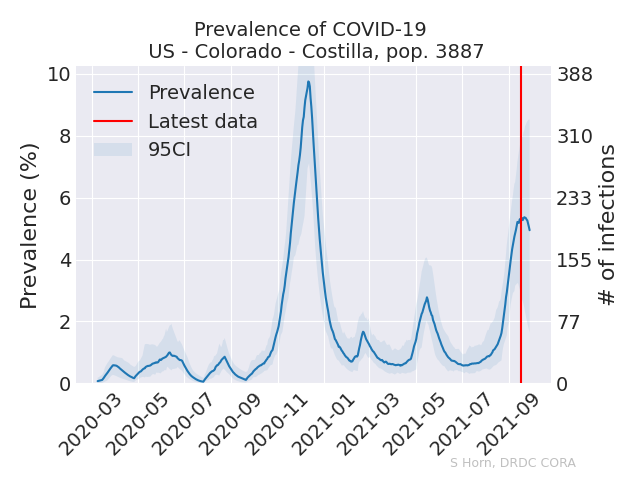 Prevalence of COVID-19
US - Colorado - Costilla, pop. 3887
Prevalence
Latest data
95CI
Prevalence (%)
10
8
6
4
2
0
388
310
233
155
77
0
# of infections
2020-03
2020-05
2020-07
2020-09
2020-11
2021-01
2021-03
2021-05
2021-07
2021-09
S Horn, DRDC CORA